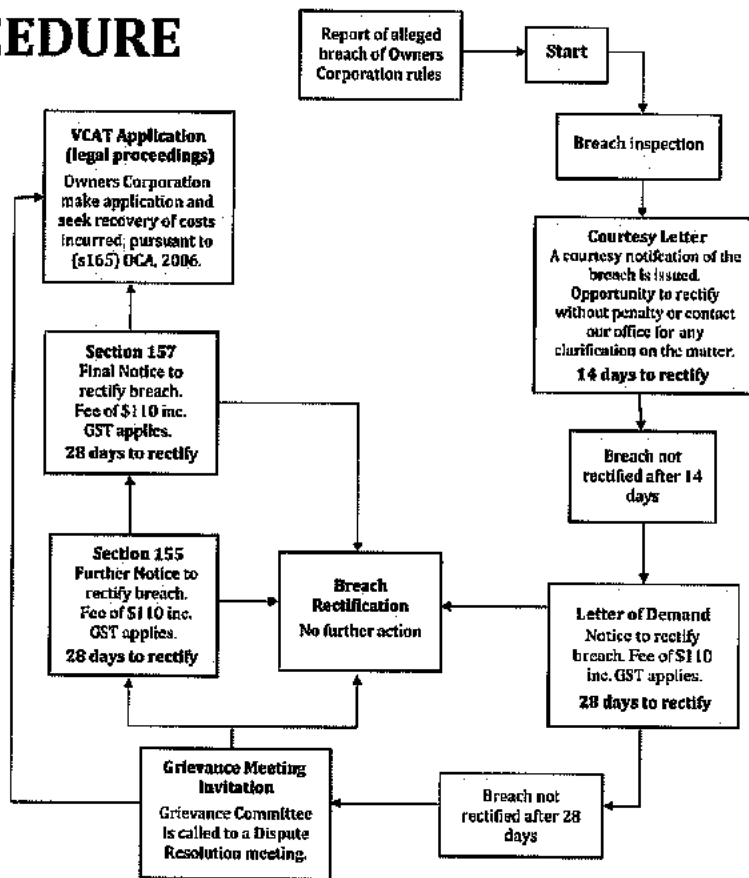 EEDURE
Report of alleged
breach of Owners
Corporation rules
Start
Breach inspection
Courtesy Letter
A courtesy notifcation of the
breach is issued.
Opportunity to rectify
without penalty or contact
our office for any
clarification on the matter.
14 days to rectify
Breach not
rectified after 14
days
Letter of Demand
Notice to rectify
breach. Fee of $110
inc. GST applies.
28 days to rectify
Breach not
rectified after 28
days
Grievance Meeting
Invitation
Grievance Committee
is called to a Dispute
Resolution meeting.
Breach
Rectification
No further action
Section 155
Further Notice to
rectify breach.
Fee of $110 inc.
GST applies.
28 days to rectify
Section 157
Final Notice to
rectify breach.
Fee of $110 inc.
GST applies.
28 days to rectify
VCAT Application
(legal proceedings)
Owners Corporation
make application and
seek recovery of costs
incurred, pursuant to
(s165) OCA, 2006.